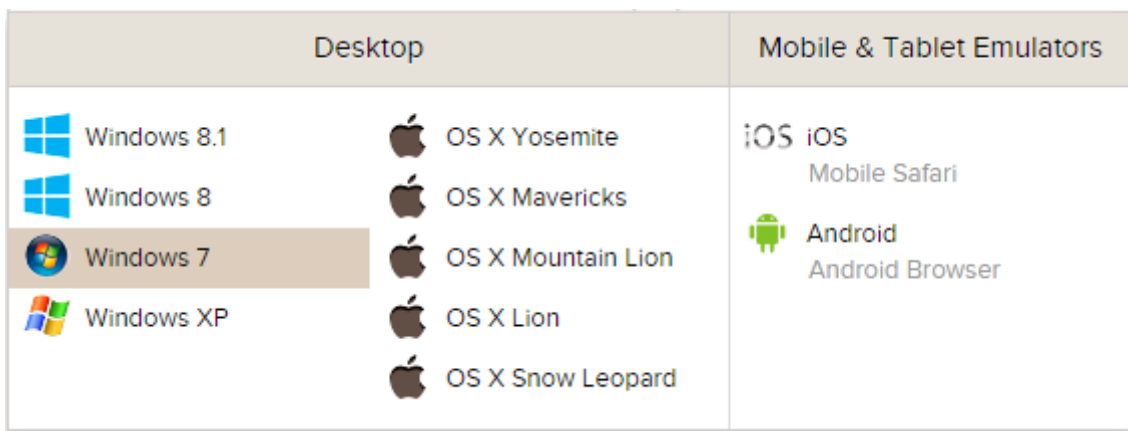 Desktop
Mobile & Tablet Emulators
Windows 8.1
Windows 8
Windows 7
Windows XP
OS X Yosemite
OS X Mavericks
OS X Mountain Lion
OS X Lion
OS X Snow Leopard
iOS iOS
Mobile Safari
Android
Android Browser